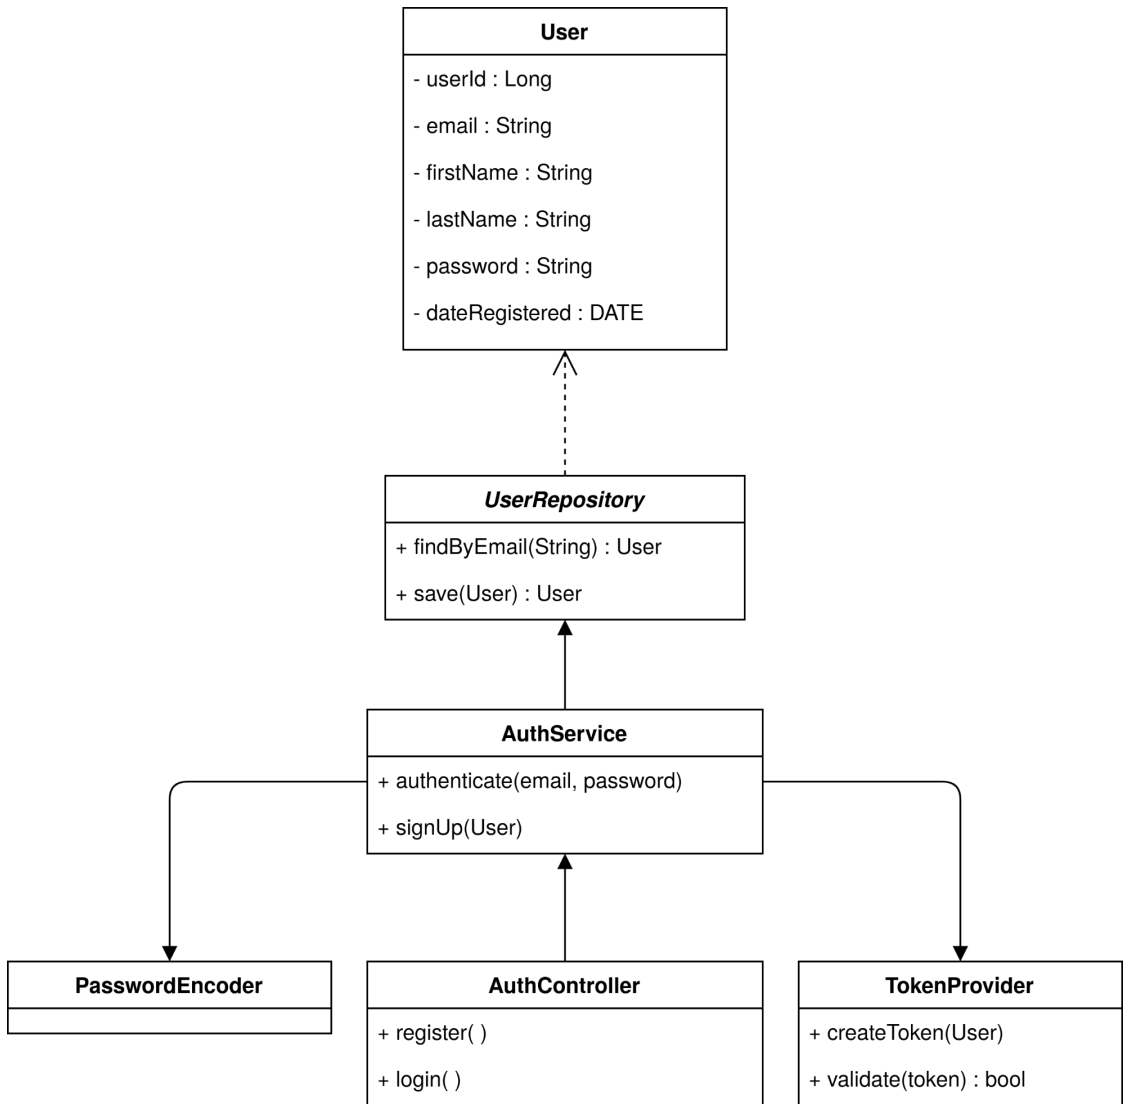 User
- userId : Long
- email : String
- firstName : String
- lastName : String
- password : String
- dateRegistered : DATE
UserRepository
+ findByEmail(String) : User
+ save(User) : User
AuthService
+ authenticate(email, password)
+ signUp(User)
PasswordEncoder
AuthController
+ register( )
+ login( )
TokenProvider
+ createToken(User)
+ validate(token) : bool